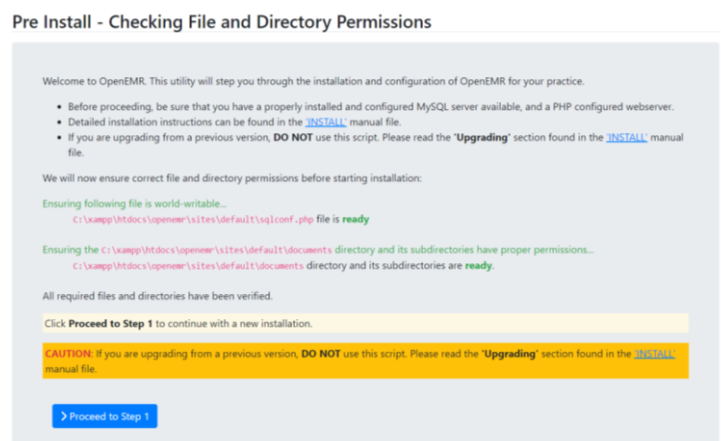 Pre Install - Checking File and Directory Permissions
Welcome to OpenEMR. This utility will step you through the installation and configuration of OpenEMR for your practice.
• Before proceeding, be sure that you have a properly installed and configured MySQL server available, and a PHP configured webserver.
• Detailed installation instructions can be found in the 'INSTALL' manual file.
• If you are upgrading from a previous version, DO NOT use this script. Please read the 'Upgrading' section found in the 'INSTALL' manual
file.
We will now ensure correct file and directory permissions before starting installation:
Ensuring following file is world-writable...
C:\xampp\htdocs\openemr\sites\default\sqlconf.php file is ready
Ensuring the C:\xampp\htdocs\openemr\sites\default\documents directory and its subdirectories have proper permissions...
C:\xampp\htdocs\openemr\sites\default\documents directory and its subdirectories are ready.
All required files and directories have been verified.
Click Proceed to Step 1 to continue with a new installation.
CAUTION: If you are upgrading from a previous version, DO NOT use this script. Please read the 'Upgrading' section found in the 'INSTALL'
manual file.
Proceed to Step 1